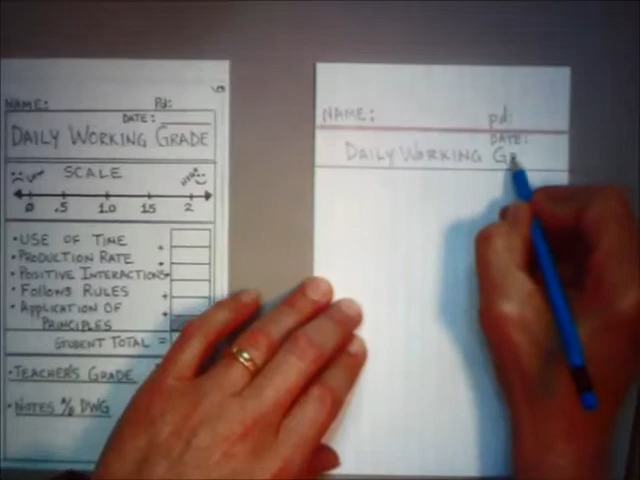 NAME: Pd:
DATE:
DAILY WORKING GRADE
SCALE
0 .5 1.0 1.5 2
• USE OF TIME +
• PRODUCTION RATE +
• POSITIVE INTERACTIONS +
• FOLLOWS RULES +
• APPLICATION OF +
PRINCIPLES
STUDENT TOTAL =
• TEACHER'S GRADE
• NOTES % DWG
NAME: pd:
DATE:
DAILY WORKING GR